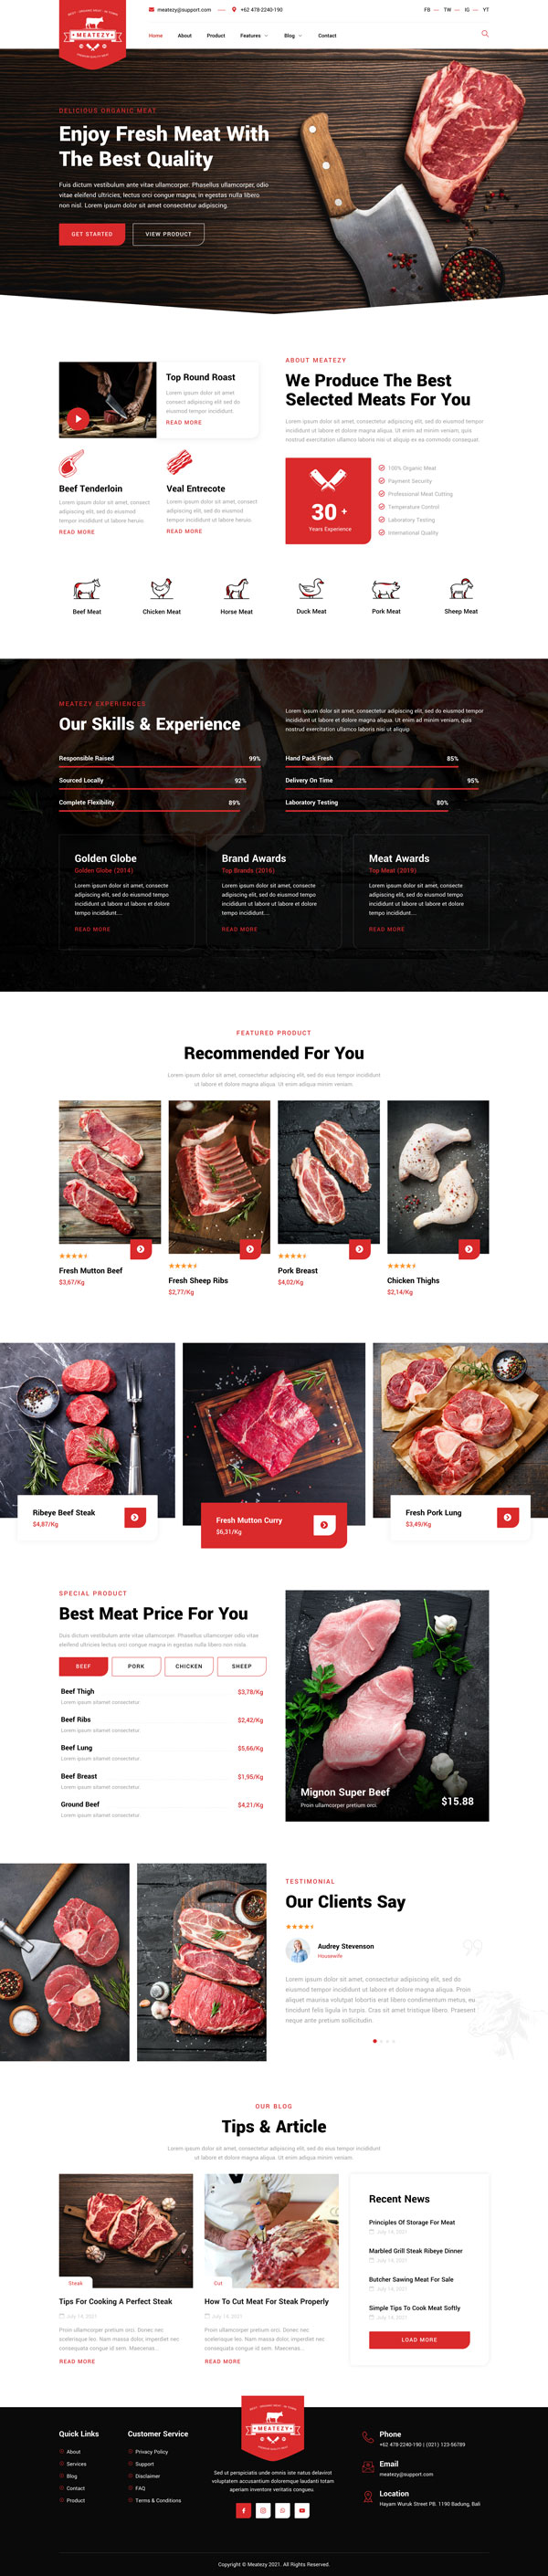 meatezy@support.com
+62 478-2240-190
FB
TW
IG
YT
MEATEZY
Home
About
Product
Features
Blog
Contact
DELICIOUS ORGANIC MEAT
Enjoy Fresh Meat With
The Best Quality
Fuis dictum vestibulum ante vitae ullamcorper. Phasellus ullamcorper, odio
vitae eleifend ultricies, lectus orci congue magna, in egestas nulla libero
non nisl. Lorem ipsum dolor sit amet consectetur adipiscing.
GET STARTED
VIEW PRODUCT
Top Round Roast
Lorem ipsum dolor sit amet
consect adipiscing elit sed do
eiusmod tempor incididunt.
READ MORE
Beef Tenderloin
Lorem ipsum dolor sit amet, consect
adipiscing elit, sed do eiusmod
tempor incididunt ut labore heruio.
READ MORE
Veal Entrecote
Lorem ipsum dolor sit amet, consect
adipiscing elit, sed do eiusmod
tempor incididunt ut labore heruio.
READ MORE
ABOUT MEATEZY
We Produce The Best
Selected Meats For You
Lorem ipsum dolor sit amet, consectetur adipiscing elit, sed do eiusmod tempor
incididunt ut labore et dolore magna aliqua. Ut enim ad minim veniam, quis
nostrud exercitation ullamco laboris nisi ut aliquip ex ea commodo consequat.
30 +
Years Experience
100% Organic Meat
Payment Security
Professional Meat Cutting
Temperature Control
Laboratory Testing
International Quality
Beef Meat
Chicken Meat
Horse Meat
Duck Meat
Pork Meat
Sheep Meat
MEATEZY EXPERIENCES
Our Skills & Experience
Lorem ipsum dolor sit amet, consectetur adipiscing elit, sed do eiusmod tempor
incididunt ut labore et dolore magna aliqua. Ut enim ad minim veniam, quis
nostrud exercitation ullamco laboris nisi ut aliquip
Responsible Raised 99%
Sourced Locally 92%
Complete Flexibility 89%
Hand Pack Fresh 85%
Delivery On Time 95%
Laboratory Testing 80%
Golden Globe
Golden Globe (2014)
Lorem ipsum dolor sit amet, consecte
adipiscing elit, sed do eiusmod tempor
incididunt ut labore ut labore et dolore
tempo incididunt....
READ MORE
Brand Awards
Top Brands (2016)
Lorem ipsum dolor sit amet, consecte
adipiscing elit, sed do eiusmod tempor
incididunt ut labore ut labore et dolore
tempo incididunt....
READ MORE
Meat Awards
Top Meat (2019)
Lorem ipsum dolor sit amet, consecte
adipiscing elit, sed do eiusmod tempor
incididunt ut labore ut labore et dolore
tempo incididunt....
READ MORE
FEATURED PRODUCT
Recommended For You
Lorem ipsum dolor sit amet, consectetur adipiscing elit, sed do eius tempor incididunt
ut labore et dolore magna aliqua. Ut enim adiqua minim veniam.
Fresh Mutton Beef
$3,67/Kg
Fresh Sheep Ribs
$2,77/Kg
Pork Breast
$4,02/Kg
Chicken Thighs
$2,14/Kg
Ribeye Beef Steak
$4,87/Kg
Fresh Mutton Curry
$6,31/Kg
Fresh Pork Lung
$3,49/Kg
SPECIAL PRODUCT
Best Meat Price For You
Duis dictum vestibulum ante vitae ullamcorper. Phasellus ullamcorper odio vitae
eleifend ultricies lectus orci congue magna in egestas nulla libero non nisla.
BEEF
PORK
CHICKEN
SHEEP
Beef Thigh $3,78/Kg
Lorem ipsum sitamet consectetur
Beef Ribs $2,42/Kg
Lorem ipsum sitamet consectetur
Beef Lung $5,66/Kg
Lorem ipsum sitamet consectetur
Beef Breast $1,95/Kg
Lorem ipsum sitamet consectetur
Ground Beef $4,21/Kg
Lorem ipsum sitamet consectetur
Mignon Super Beef
Proin ullamcorper pretium orci.
$15.88
TESTIMONIAL
Our Clients Say
Audrey Stevenson
Housewife
Lorem ipsum dolor sit amet, consectetur adipiscing elit, sed do
eiusmod tempor incididunt ut labore et dolore magna aliqua. Proin
aliquet mauris volutpat lobortis erat libero condimentum metus, eu
tincidunt felis ligula in turpis. Cras sit amet tristique libero. Praesent
neque ante pretium sollicitudin.
OUR BLOG
Tips & Article
Lorem ipsum dolor sit amet, consectetur adipiscing elit, sed do eius tempor incididunt
ut labore et dolore magna aliqua. Ut enim adiqua minim veniam.
Steak
Tips For Cooking A Perfect Steak
July 14, 2021
Proin ullamcorper pretium orci. Donec nec
scelerisque leo. Nam massa dolor, imperdiet nec
consequata congue id sem. Maecenas...
READ MORE
Cut
How To Cut Meat For Steak Properly
July 14, 2021
Proin ullamcorper pretium orci. Donec nec
scelerisque leo. Nam massa dolor, imperdiet nec
consequata congue id sem. Maecenas...
READ MORE
Recent News
Principles Of Storage For Meat
July 14, 2021
Marbled Grill Steak Ribeye Dinner
July 14, 2021
Butcher Sawing Meat For Sale
July 14, 2021
Simple Tips To Cook Meat Softly
July 14, 2021
LOAD MORE
Quick Links
About
Services
Blog
Contact
Product
Customer Service
Privacy Policy
Support
Disclaimer
FAQ
Terms & Conditions
MEATEZY
Sed ut perspiciatis unde omnis iste natus delavirot
voluptatem accusantium doloremque laudanti totam
aperiam inventore veritatis congueu.
Phone
+62 478-2240-190 | (021) 123-56789
Email
meatezy@support.com
Location
Hayam Wuruk Street PB. 1190 Badung, Bali
Copyright © Meatezy 2021. All Rights Reserved.